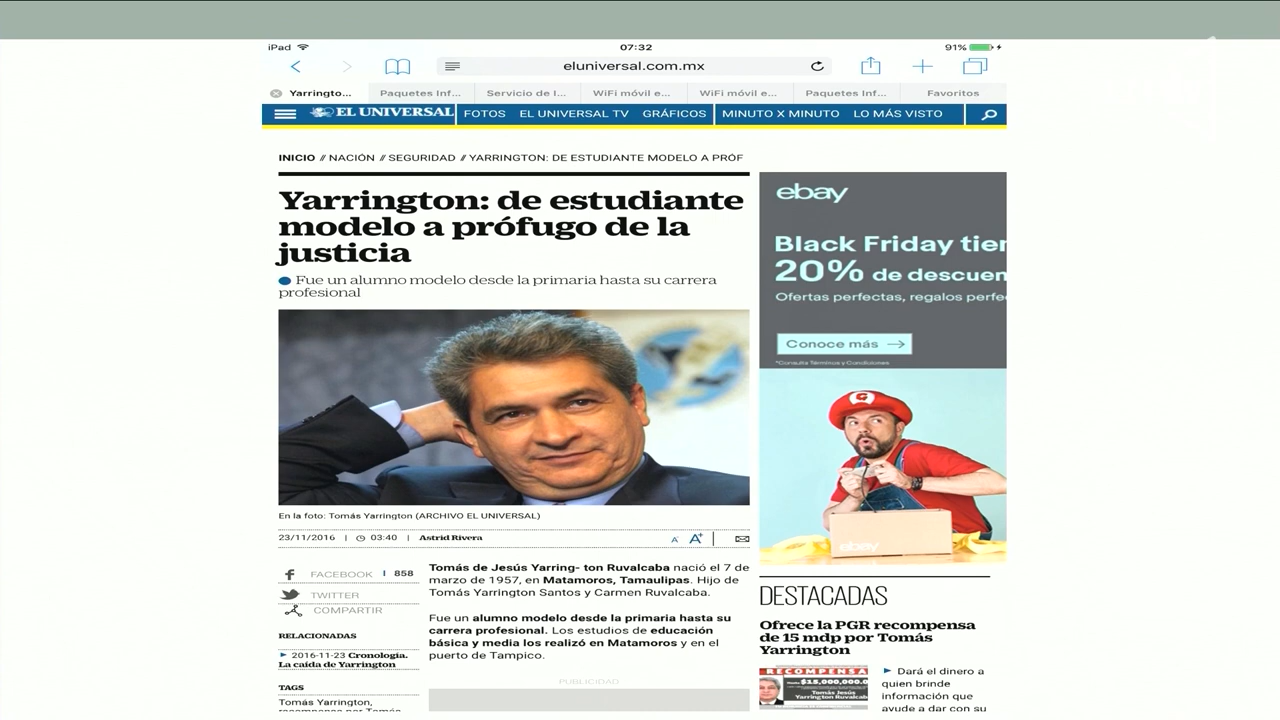 iPad 07:32 91%
eluniversal.com.mx
Yarringto... Paquetes Inf... Servicio de I... WiFi móvil e... WiFi móvil e... Paquetes Inf... Favoritos
EL UNIVERSAL FOTOS EL UNIVERSAL TV GRÁFICOS MINUTO X MINUTO LO MÁS VISTO
INICIO // NACIÓN // SEGURIDAD // YARRINGTON: DE ESTUDIANTE MODELO A PRÓF
Yarrington: de estudiante
modelo a prófugo de la
justicia
Fue un alumno modelo desde la primaria hasta su carrera
profesional
En la foto: Tomás Yarrington (ARCHIVO EL UNIVERSAL)
23/11/2016 | 03:40 | Astrid Rivera A A+
FACEBOOK 858
TWITTER
COMPARTIR
RELACIONADAS
2016-11-23 Cronología.
La caída de Yarrington
TAGS
Tomás Yarrington,
Tomás de Jesús Yarring- ton Ruvalcaba nació el 7 de
marzo de 1957, en Matamoros, Tamaulipas. Hijo de
Tomás Yarrington Santos y Carmen Ruvalcaba.
Fue un alumno modelo desde la primaria hasta su
carrera profesional. Los estudios de educación
básica y media los realizó en Matamoros y en el
puerto de Tampico.
PUBLICIDAD
ebay
Black Friday tier
20% de descuen
Ofertas perfectas, regalos perfe
Conoce más →
*Consulta Términos y Condiciones
G
ebay
DESTACADAS
Ofrece la PGR recompensa
de 15 mdp por Tomás
Yarrington
RECOMPENSA
$15,000,000.0
Tomás Jesús
Yarrington Ruvalcab
Dará el dinero a
quien brinde
información que
ayude a dar con su